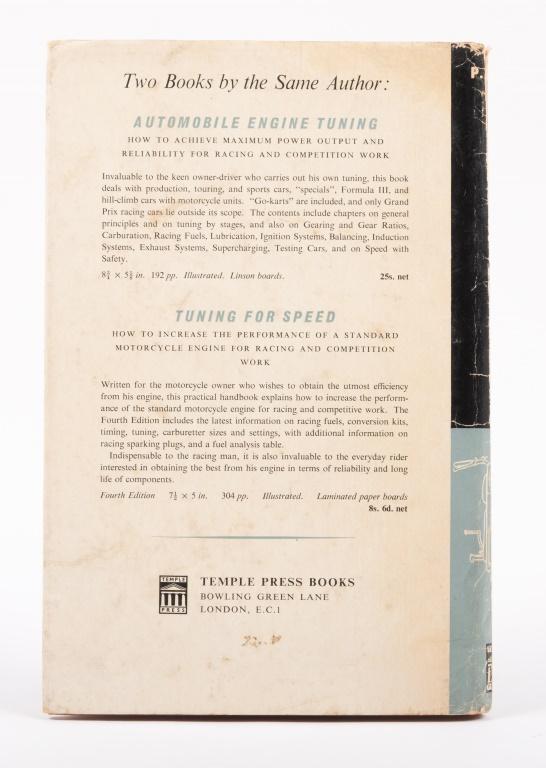 Two Books by the Same Author:
AUTOMOBILE ENGINE TUNING
HOW TO ACHIEVE MAXIMUM POWER OUTPUT AND
RELIABILITY FOR RACING AND COMPETITION WORK
Invaluable to the keen owner-driver who carries out his own tuning, this book
deals with production, touring, and sports cars, "specials", Formula III, and
hill-climb cars with motorcycle units. "Go-karts" are included, and only Grand
Prix racing cars lie outside its scope. The contents include chapters on general
principles and on tuning by stages, and also on Gearing and Gear Ratios,
Carburation, Racing Fuels, Lubrication, Ignition Systems, Balancing, Induction
Systems, Exhaust Systems, Supercharging, Testing Cars, and on Speed with
Safety.
8¾ × 5⅝ in. 192 pp. Illustrated. Linson boards. 25s. net
TUNING FOR SPEED
HOW TO INCREASE THE PERFORMANCE OF A STANDARD
MOTORCYCLE ENGINE FOR RACING AND COMPETITION
WORK
Written for the motorcycle owner who wishes to obtain the utmost efficiency
from his engine, this practical handbook explains how to increase the perform-
ance of the standard motorcycle engine for racing and competitive work. The
Fourth Edition includes the latest information on racing fuels, conversion kits,
timing, tuning, carburetter sizes and settings, with additional information on
racing sparking plugs, and a fuel analysis table.
Indispensable to the racing man, it is also invaluable to the everyday rider
interested in obtaining the best from his engine in terms of reliability and long
life of components.
Fourth Edition 7½ × 5 in. 304 pp. Illustrated. Laminated paper boards
8s. 6d. net
TEMPLE
PRESS
TEMPLE PRESS BOOKS
BOWLING GREEN LANE
LONDON, E.C.1
P.